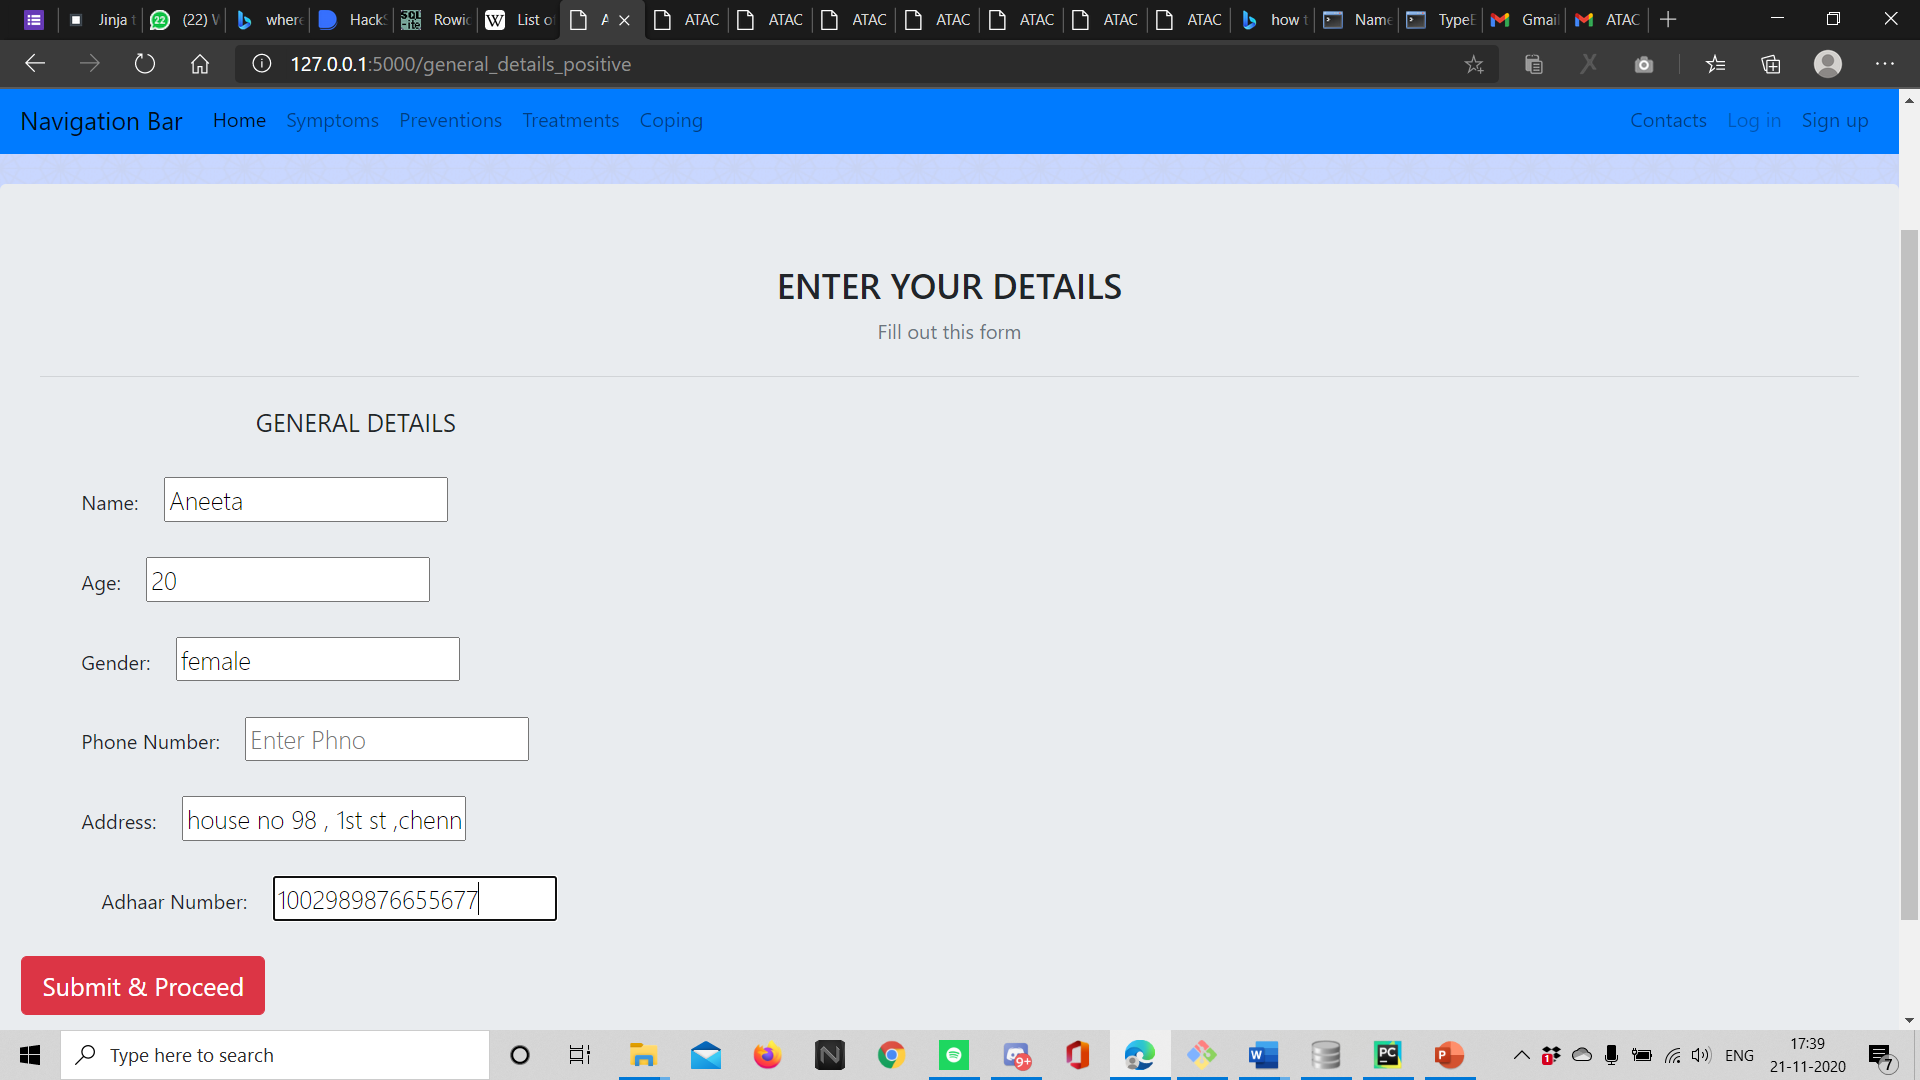 Jinja t (22) W where HackS Rowid List of A ATAC ATAC ATAC ATAC ATAC ATAC ATAC how t Name TypeE Gmail ATAC
127.0.0.1:5000/general_details_positive
Navigation Bar Home Symptoms Preventions Treatments Coping Contacts Log in Sign up
ENTER YOUR DETAILS
Fill out this form
GENERAL DETAILS
Name: Aneeta
Age: 20
Gender: female
Phone Number: Enter Phno
Address: house no 98 , 1st st ,chenn
Adhaar Number: 1002989876655677
Submit & Proceed
Type here to search
ENG
17:39
21-11-2020